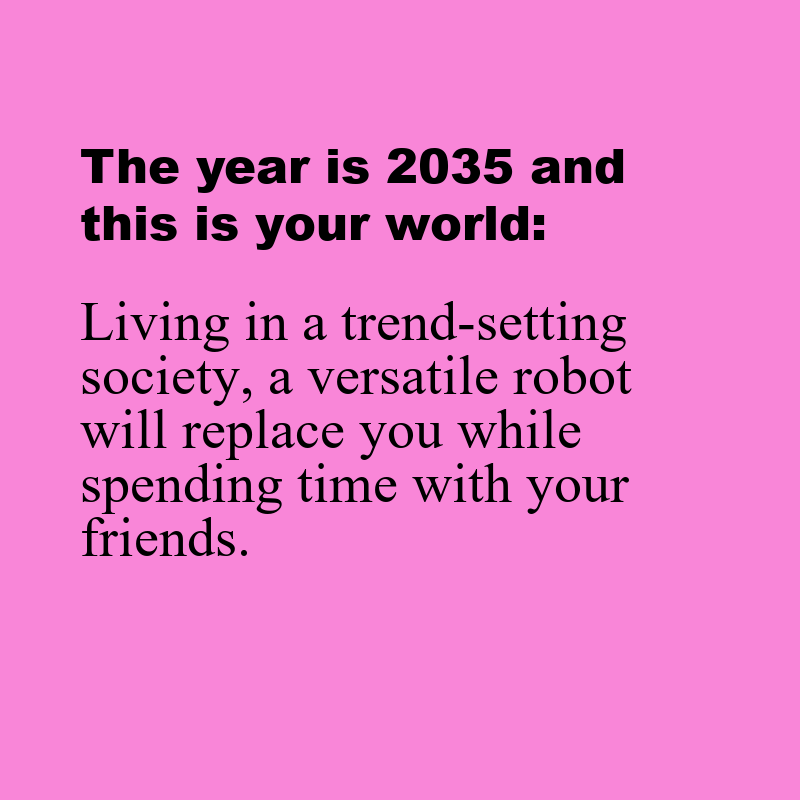 The year is 2035 and
this is your world:
Living in a trend-setting
society, a versatile robot
will replace you while
spending time with your
friends.